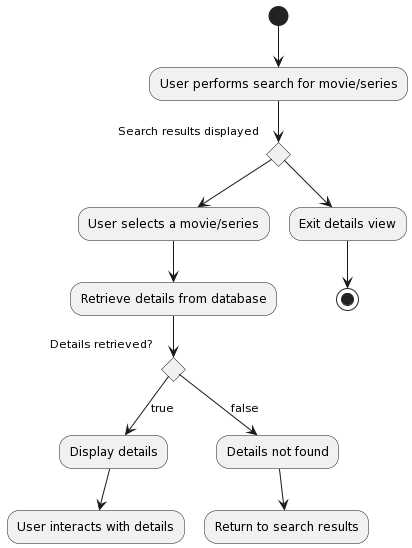 User performs search for movie/series
Search results displayed
User selects a movie/series
Exit details view
Retrieve details from database
Details retrieved?
true
false
Display details
Details not found
User interacts with details
Return to search results